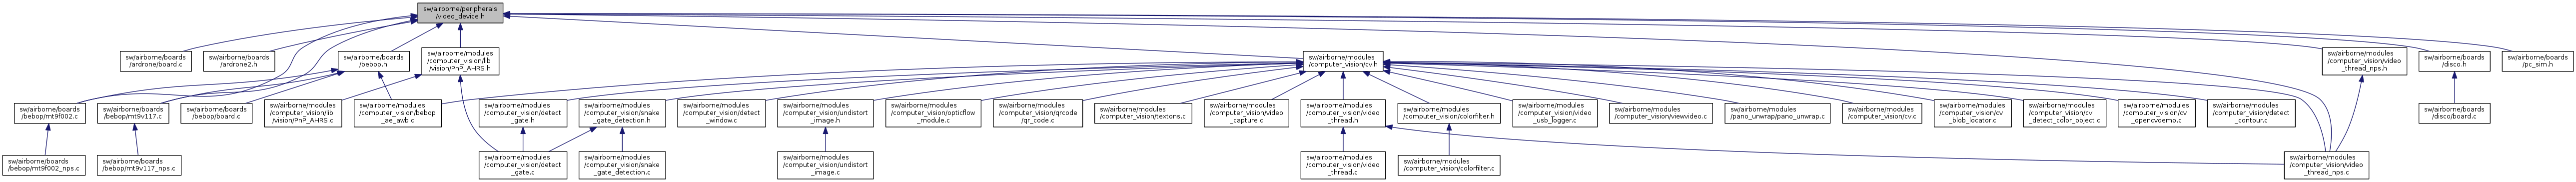 sw/airborne/peripherals
/video_device.h
sw/airborne/boards
/ardrone/board.c
sw/airborne/boards
/ardrone2.h
sw/airborne/boards
/bebop.h
sw/airborne/modules
/computer_vision/lib
/vision/PnP_AHRS.h
sw/airborne/modules
/computer_vision/cv.h
sw/airborne/modules
/computer_vision/video
_thread_nps.h
sw/airborne/boards
/disco.h
sw/airborne/boards
/pc_sim.h
sw/airborne/boards
/bebop/mt9f002.c
sw/airborne/boards
/bebop/mt9v117.c
sw/airborne/boards
/bebop/board.c
sw/airborne/modules
/computer_vision/lib
/vision/PnP_AHRS.c
sw/airborne/modules
/computer_vision/bebop
_ae_awb.c
sw/airborne/modules
/computer_vision/detect
_gate.h
sw/airborne/modules
/computer_vision/snake
_gate_detection.h
sw/airborne/modules
/computer_vision/detect
_window.c
sw/airborne/modules
/computer_vision/undistort
_image.h
sw/airborne/modules
/computer_vision/opticflow
_module.c
sw/airborne/modules
/computer_vision/qrcode
/qr_code.c
sw/airborne/modules
/computer_vision/textons.c
sw/airborne/modules
/computer_vision/video
_capture.c
sw/airborne/modules
/computer_vision/video
_thread.h
sw/airborne/modules
/computer_vision/colorfilter.h
sw/airborne/modules
/computer_vision/video
_usb_logger.c
sw/airborne/modules
/computer_vision/viewvideo.c
sw/airborne/modules
/pano_unwrap/pano_unwrap.c
sw/airborne/modules
/computer_vision/cv.c
sw/airborne/modules
/computer_vision/cv
_blob_locator.c
sw/airborne/modules
/computer_vision/cv
_detect_color_object.c
sw/airborne/modules
/computer_vision/cv
_opencvdemo.c
sw/airborne/modules
/computer_vision/detect
_contour.c
sw/airborne/boards
/disco/board.c
sw/airborne/boards
/bebop/mt9f002_nps.c
sw/airborne/boards
/bebop/mt9v117_nps.c
sw/airborne/modules
/computer_vision/detect
_gate.c
sw/airborne/modules
/computer_vision/snake
_gate_detection.c
sw/airborne/modules
/computer_vision/undistort
_image.c
sw/airborne/modules
/computer_vision/video
_thread.c
sw/airborne/modules
/computer_vision/colorfilter.c
sw/airborne/modules
/computer_vision/video
_thread_nps.c